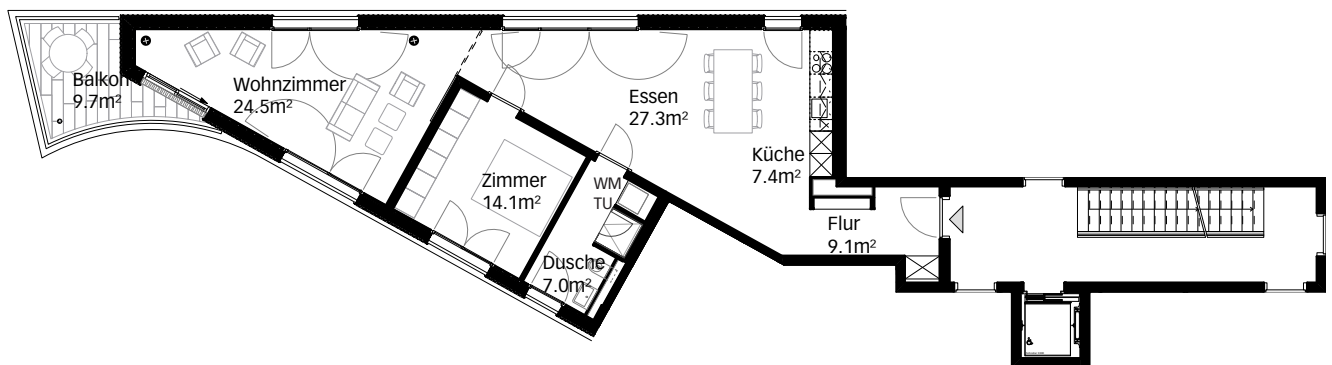 Balkon
9.7m²
Wohnzimmer
24.5m²
Essen
27.3m²
Küche
7.4m²
Zimmer
14.1m²
WM
TU
Flur
9.1m²
Dusche
7.0m²